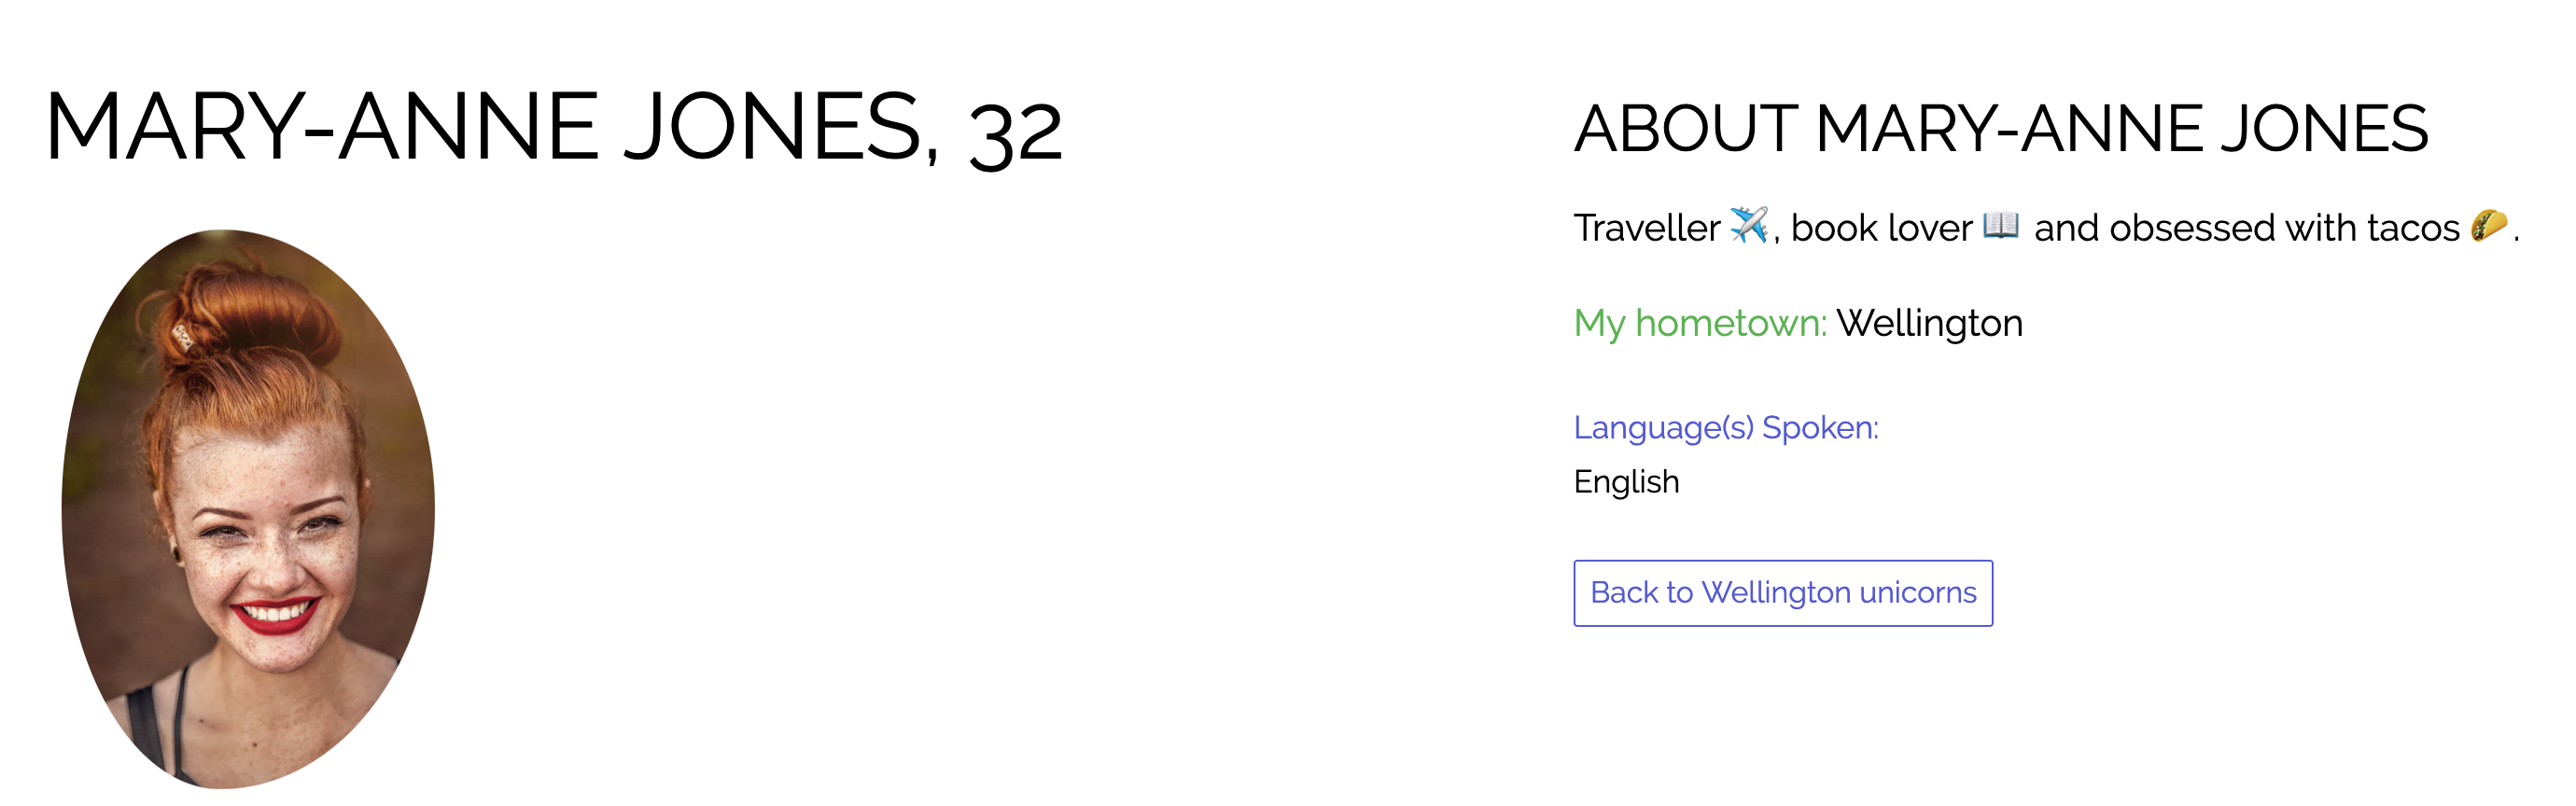 MARY-ANNE JONES, 32
ABOUT MARY-ANNE JONES
Traveller ✈️, book lover 📖 and obsessed with tacos 🌮.
My hometown: Wellington
Language(s) Spoken:
English
Back to Wellington unicorns